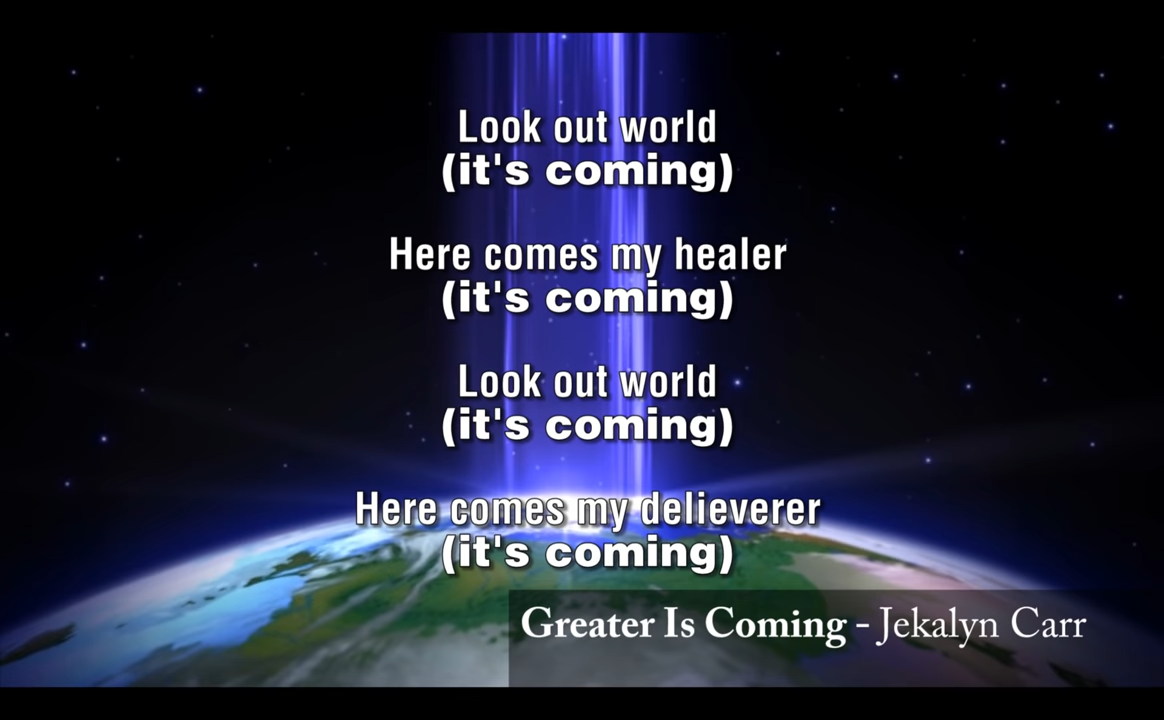 Look out world
(it's coming)
Here comes my healer
(it's coming)
Look out world
(it's coming)
Here comes my delieverer
(it's coming)
Greater Is Coming - Jekalyn Carr